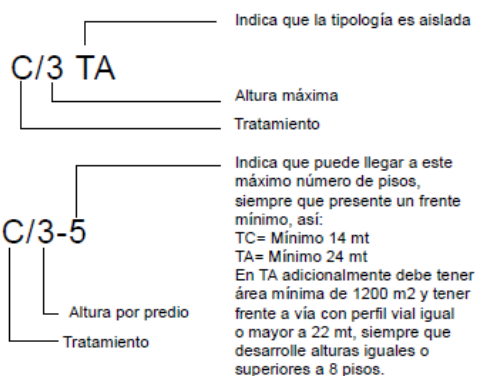 Indica que la tipología es aislada
C/3 TA
Altura máxima
Tratamiento
Indica que puede llegar a este
máximo número de pisos,
siempre que presente un frente
mínimo, así:
TC= Mínimo 14 mt
TA= Mínimo 24 mt
En TA adicionalmente debe tener
área mínima de 1200 m2 y tener
frente a vía con perfil vial igual
o mayor a 22 mt, siempre que
desarrolle alturas iguales o
superiores a 8 pisos.
C/3-5
Altura por predio
Tratamiento